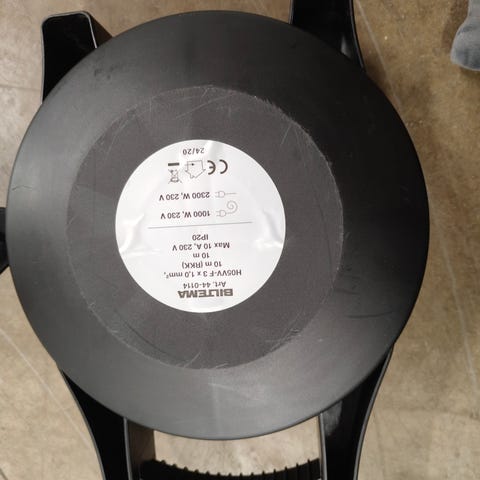 BILTEMA
Art. 44-0114
H05VV-F 3 x 1,0 mm²,
10 m (RKK)
10 m
Max 10 A, 230 V
IP20
1000 W, 230 V
2300 W, 230 V
CE
24/20